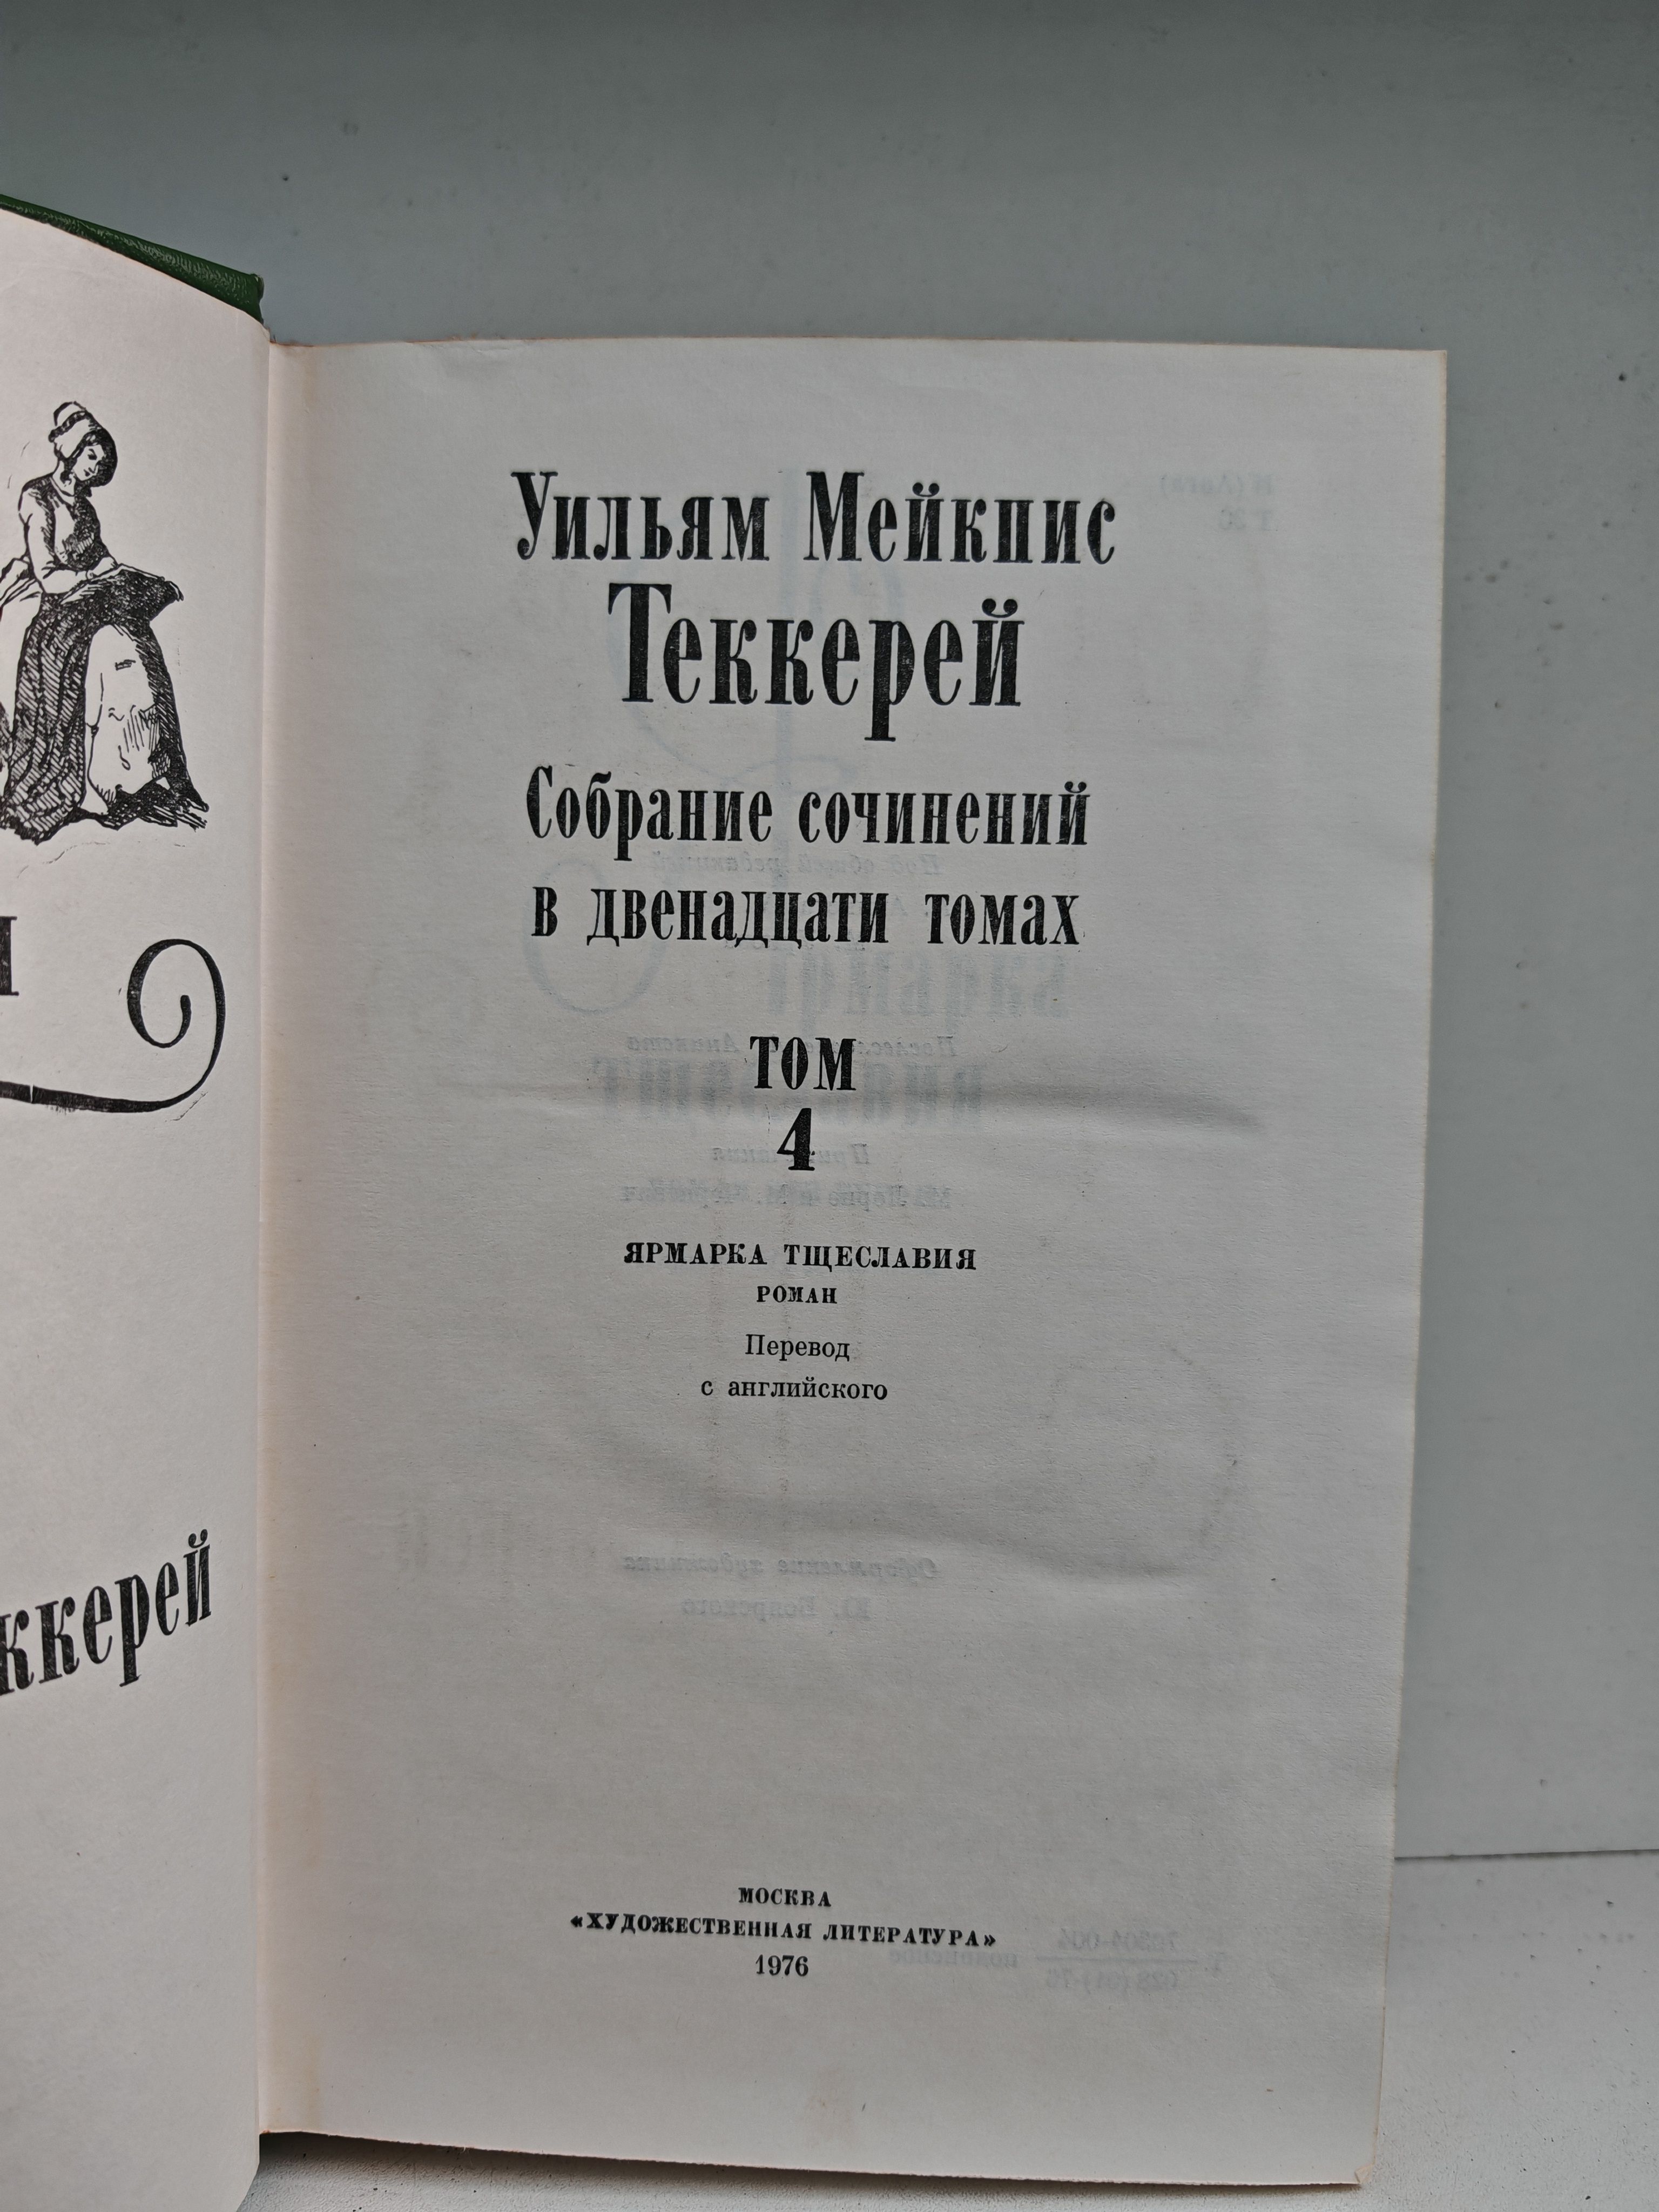 ккерей
Уильям Мейкпис
Теккерей
Собрание сочинений
в двенадцати томах
том
4
ЯРМАРКА ТЩЕСЛАВИЯ
РОМАН
Перевод
с английского
МОСКВА
«ХУДОЖЕСТВЕННАЯ ЛИТЕРАТУРА»
1976